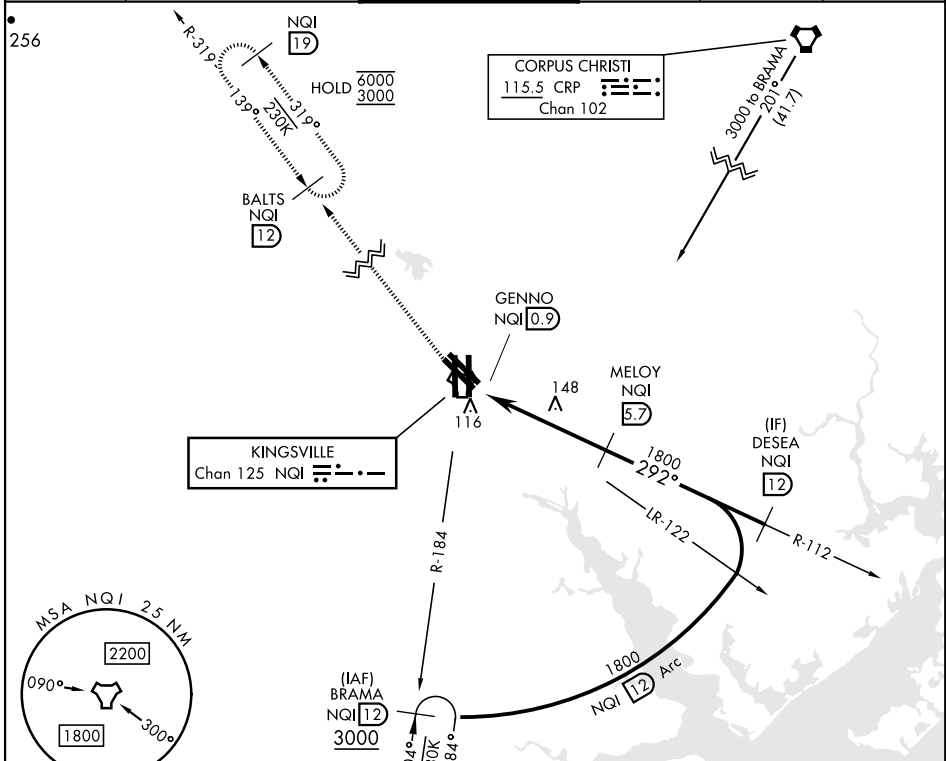 256
R-319
NQI
19
HOLD 6000
3000
139°
230K
319°
BALTS
NQI
12
CORPUS CHRISTI
115.5 CRP
Chan 102
3000 to BRAMA
201°
(41.7)
GENNO
NQI 0.9
148
116
MELOY
NQI
5.7
(IF)
DESEA
NQI
12
KINGSVILLE
Chan 125 NQI
1800
292°
LR-122
R-112
R-184
MSA NQI 25 NM
2200
090°
300°
1800
(IAF)
BRAMA
NQI 12
3000
1800
NQI 12 Arc